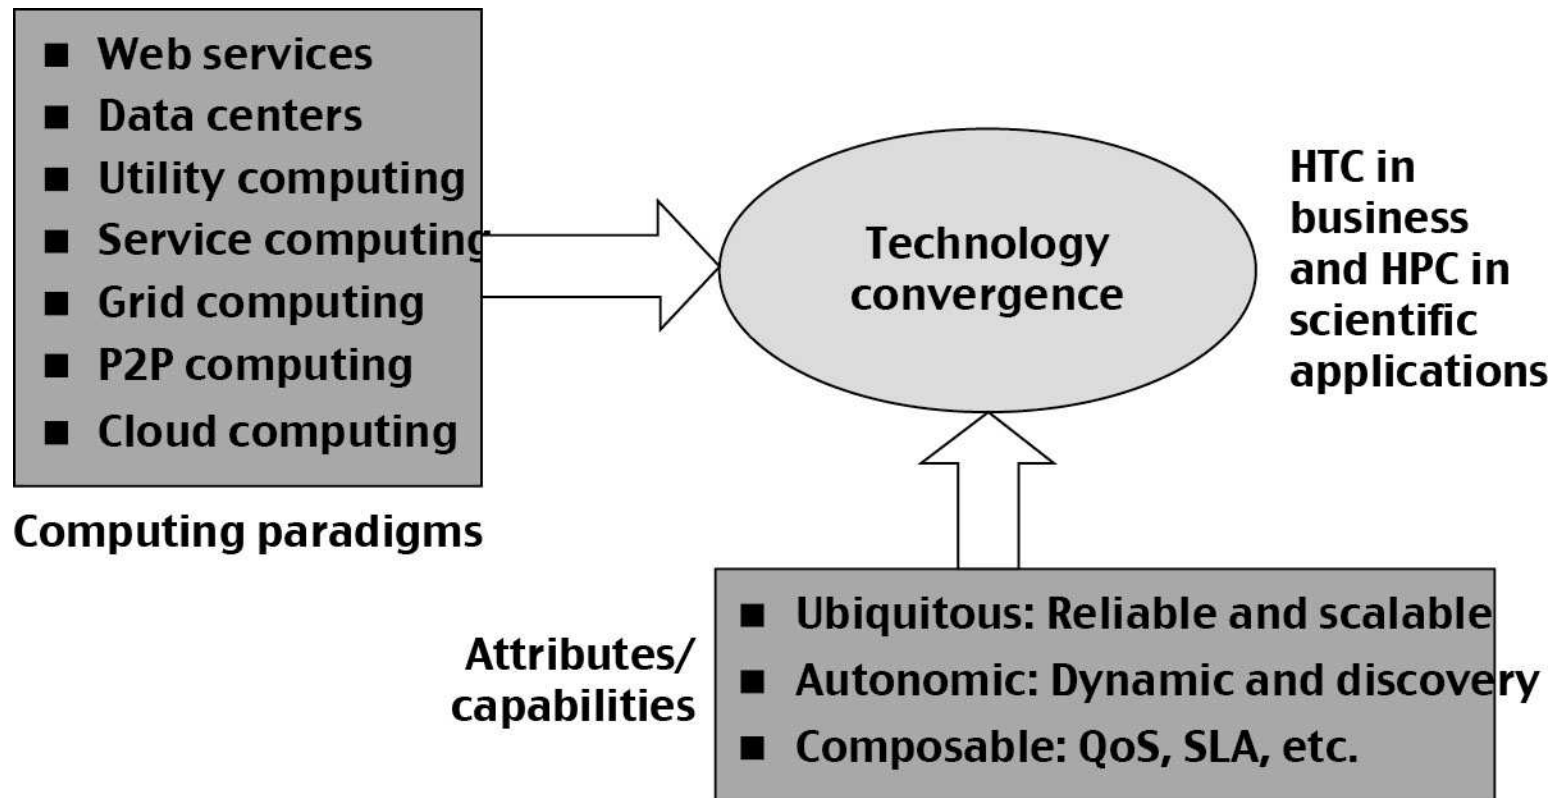 ■ Web services
■ Data centers
■ Utility computing
■ Service computing
■ Grid computing
■ P2P computing
■ Cloud computing
Computing paradigms
Technology
convergence
HTC in
business
and HPC in
scientific
applications
Attributes/
capabilities
■ Ubiquitous: Reliable and scalable
■ Autonomic: Dynamic and discovery
■ Composable: QoS, SLA, etc.